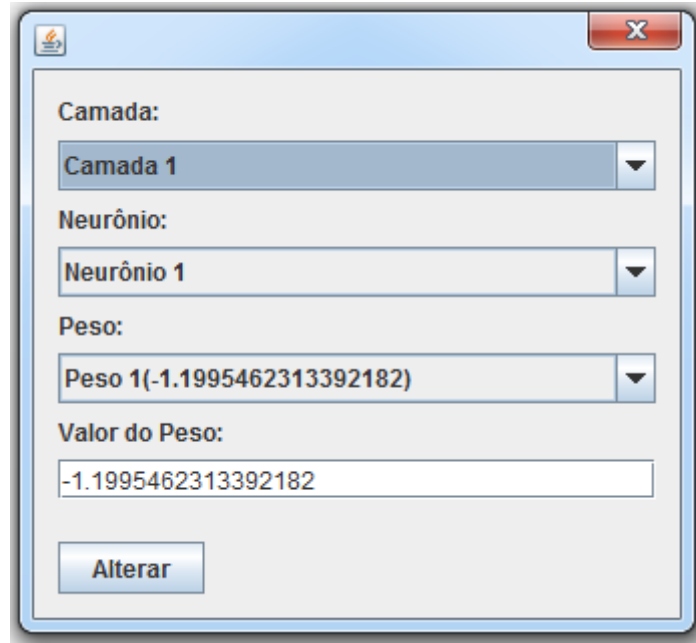 Camada:
Camada 1
Neurônio:
Neurônio 1
Peso:
Peso 1(-1.1995462313392182)
Valor do Peso:
-1.1995462313392182
Alterar